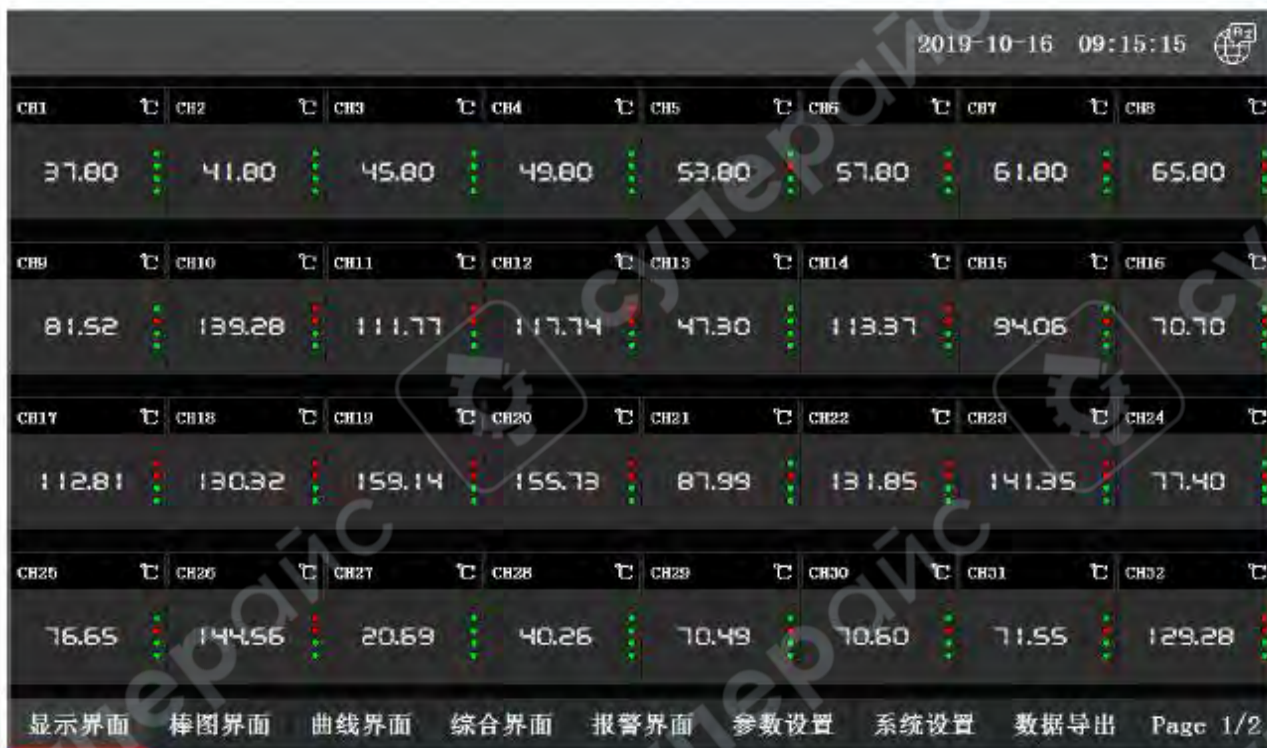 2019-10-16 09:15:15
CH1 ℃ CH2 ℃ CH3 ℃ CH4 ℃ CH5 ℃ CH6 ℃ CH7 ℃ CH8 ℃
37.80 41.80 45.80 49.80 53.80 57.80 61.80 65.80
CH9 ℃ CH10 ℃ CH11 ℃ CH12 ℃ CH13 ℃ CH14 ℃ CH15 ℃ CH16 ℃
81.52 139.28 111.77 117.74 47.30 113.37 94.06 70.70
CH17 ℃ CH18 ℃ CH19 ℃ CH20 ℃ CH21 ℃ CH22 ℃ CH23 ℃ CH24 ℃
112.81 130.32 159.14 155.73 87.99 131.85 141.35 77.40
CH25 ℃ CH26 ℃ CH27 ℃ CH28 ℃ CH29 ℃ CH30 ℃ CH31 ℃ CH32 ℃
76.65 144.56 20.69 40.26 70.49 70.60 71.55 129.28
显示界面 棒图界面 曲线界面 综合界面 报警界面 参数设置 系统设置 数据导出 Page 1/2
суперайс